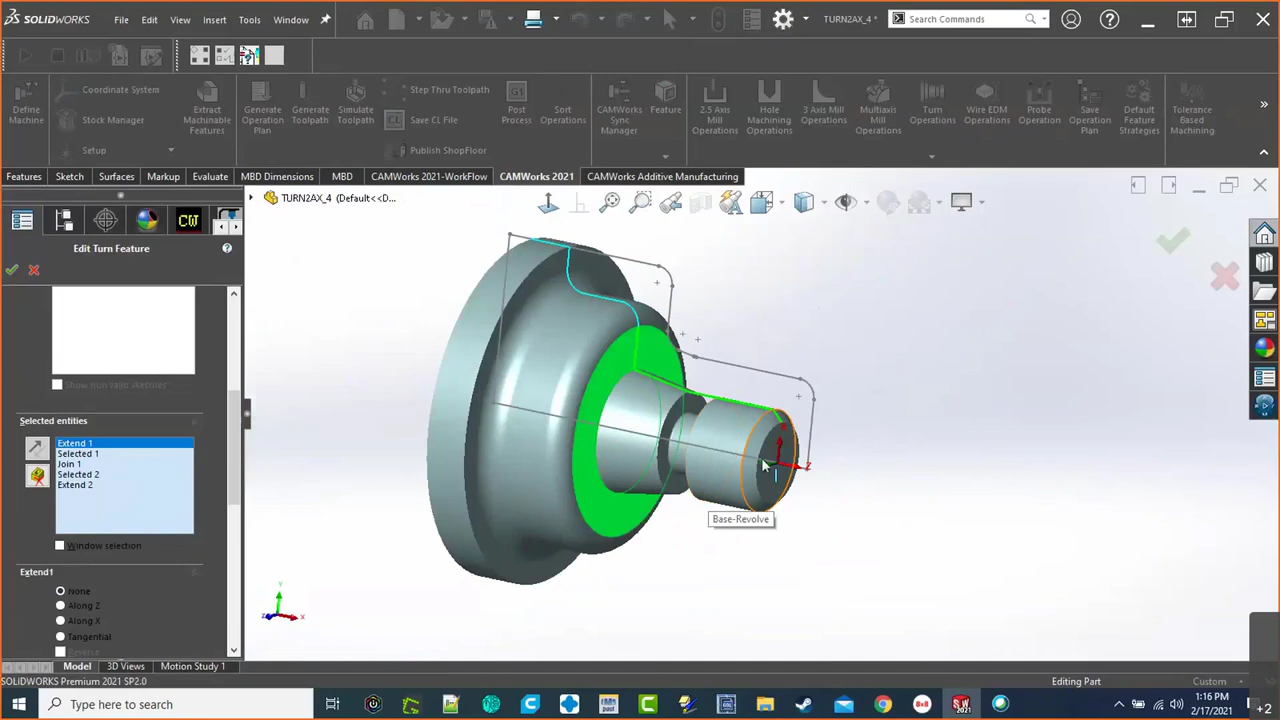 SOLIDWORKS File Edit View Insert Tools Window TURN2AX_4 * Search Commands
Define Machine
Coordinate System
Stock Manager
Setup
Extract Machinable Features
Generate Operation Plan
Generate Toolpath
Simulate Toolpath
Step Thru Toolpath
Save CL File
Publish ShopFloor
G1
Post Process
Sort Operations
CAMWorks Sync Manager
Feature
2.5 Axis Mill Operations
Hole Machining Operations
3 Axis Mill Operations
Multiaxis Mill Operations
Turn Operations
Wire EDM Operations
Probe Operation
Save Operation Plan
Default Feature Strategies
Tolerance Based Machining
Features Sketch Surfaces Markup Evaluate MBD Dimensions MBD CAMWorks 2021-WorkFlow CAMWorks 2021 CAMWorks Additive Manufacturing
TURN2AX_4 (Default<<D...
CW
Edit Turn Feature
Selected entities
Extend 1
Selected 1
Join 1
Selected 2
Extend 2
Window selection
Extend1
None
Along Z
Along X
Tangential
Reverse
Base-Revolve
Z
Y
Z
X
Model 3D Views Motion Study 1
SOLIDWORKS Premium 2021 SP2.0 Editing Part Custom
Type here to search
1:16 PM
2/17/2021
+2